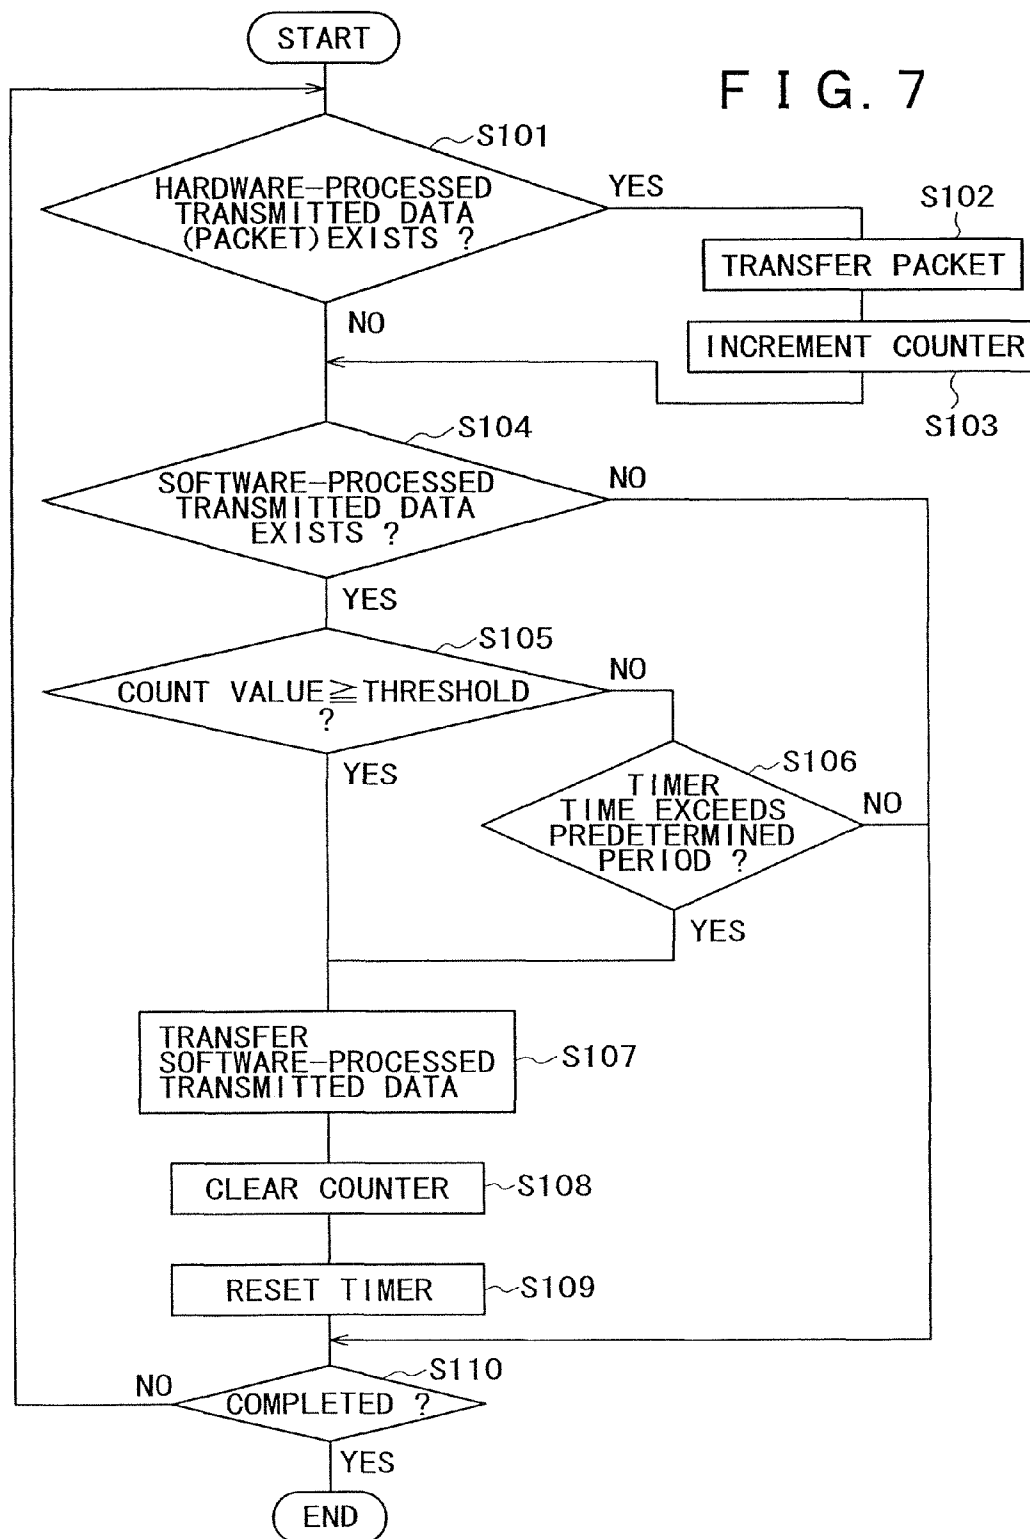 START
FIG. 7
S101
HARDWARE-PROCESSED
TRANSMITTED DATA
(PACKET) EXISTS ?
YES
S102
TRANSFER PACKET
NO
INCREMENT COUNTER
S103
S104
SOFTWARE-PROCESSED
TRANSMITTED DATA
EXISTS ?
NO
YES
S105
COUNT VALUE≧THRESHOLD
?
NO
YES
S106
TIMER
TIME EXCEEDS
PREDETERMINED
PERIOD ?
NO
YES
TRANSFER
SOFTWARE-PROCESSED
TRANSMITTED DATA
S107
CLEAR COUNTER
S108
RESET TIMER
S109
S110
NO
COMPLETED ?
YES
END